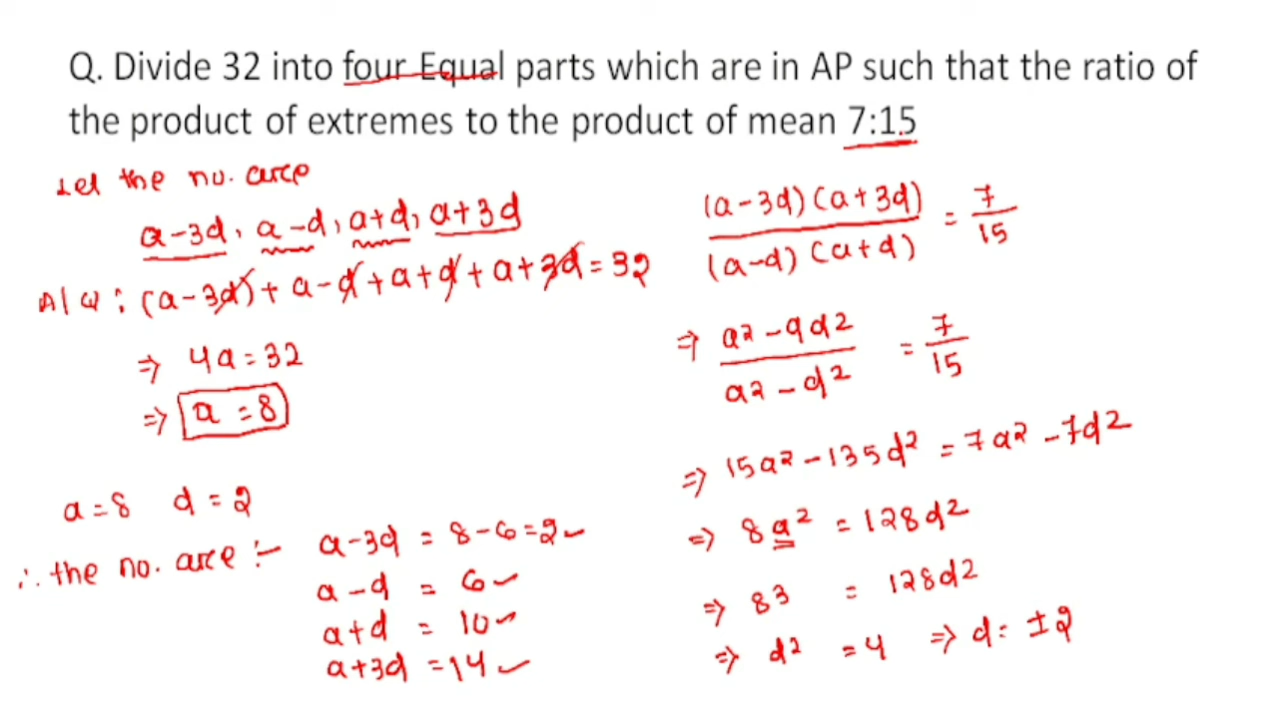 Q. Divide 32 into four Equal parts which are in AP such that the ratio of
the product of extremes to the product of mean 7:15
Let the no. are
a-3d, a-d, a+d, a+3d
A/Q : (a-3d) + a-d + a+d + a+3d = 32
⇒ 4a = 32
⇒ a = 8
(a-3d)(a+3d) / (a-d)(a+d) = 7/15
⇒ a2-9d2 / a2-d2 = 7/15
⇒ 15a2-135d2 = 7a2-7d2
⇒ 8a2 = 128d2
⇒ 83 = 128d2
⇒ d2 = 4 ⇒ d = ±2
a=8 d=2
∴ the no. are :-
a-3d = 8-6=2
a-d = 6
a+d = 10
a+3d = 14